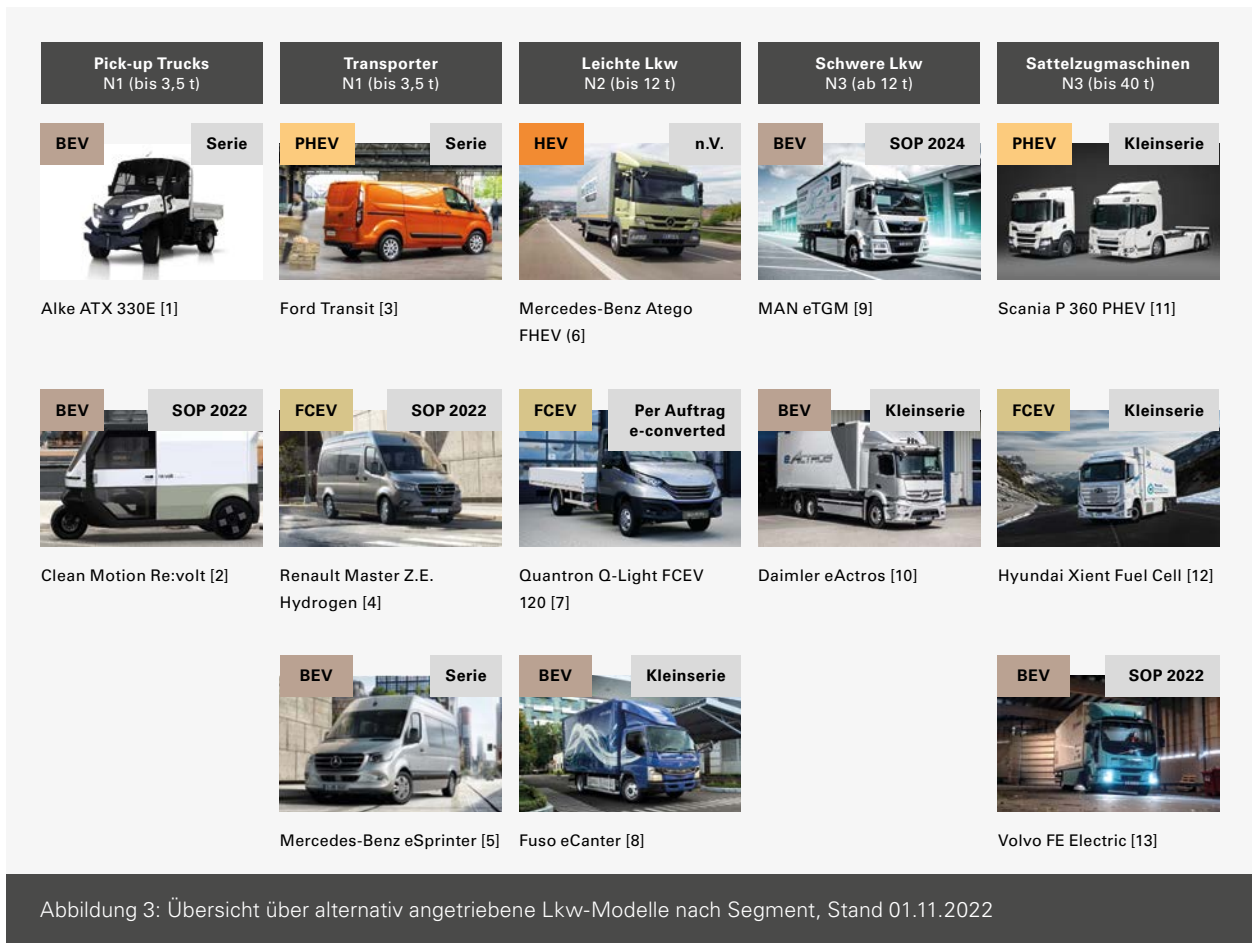 Pick-up Trucks
N1 (bis 3,5 t)
Transporter
N1 (bis 3,5 t)
Leichte Lkw
N2 (bis 12 t)
Schwere Lkw
N3 (ab 12 t)
Sattelzugmaschinen
N3 (bis 40 t)
BEV
Serie
PHEV
Serie
HEV
n.V.
BEV
SOP 2024
PHEV
Kleinserie
Alke ATX 330E [1]
Ford Transit [3]
Mercedes-Benz Atego
FHEV (6]
MAN eTGM [9]
Scania P 360 PHEV [11]
BEV
SOP 2022
FCEV
SOP 2022
FCEV
Per Auftrag
e-converted
BEV
Kleinserie
eACTROS
FCEV
Kleinserie
Clean Motion Re:volt [2]
Renault Master Z.E.
Hydrogen [4]
Quantron Q-Light FCEV
120 [7]
Daimler eActros [10]
Hyundai Xient Fuel Cell [12]
BEV
Serie
BEV
Kleinserie
BEV
SOP 2022
Mercedes-Benz eSprinter [5]
Fuso eCanter [8]
Volvo FE Electric [13]
Abbildung 3: Übersicht über alternativ angetriebene Lkw-Modelle nach Segment, Stand 01.11.2022